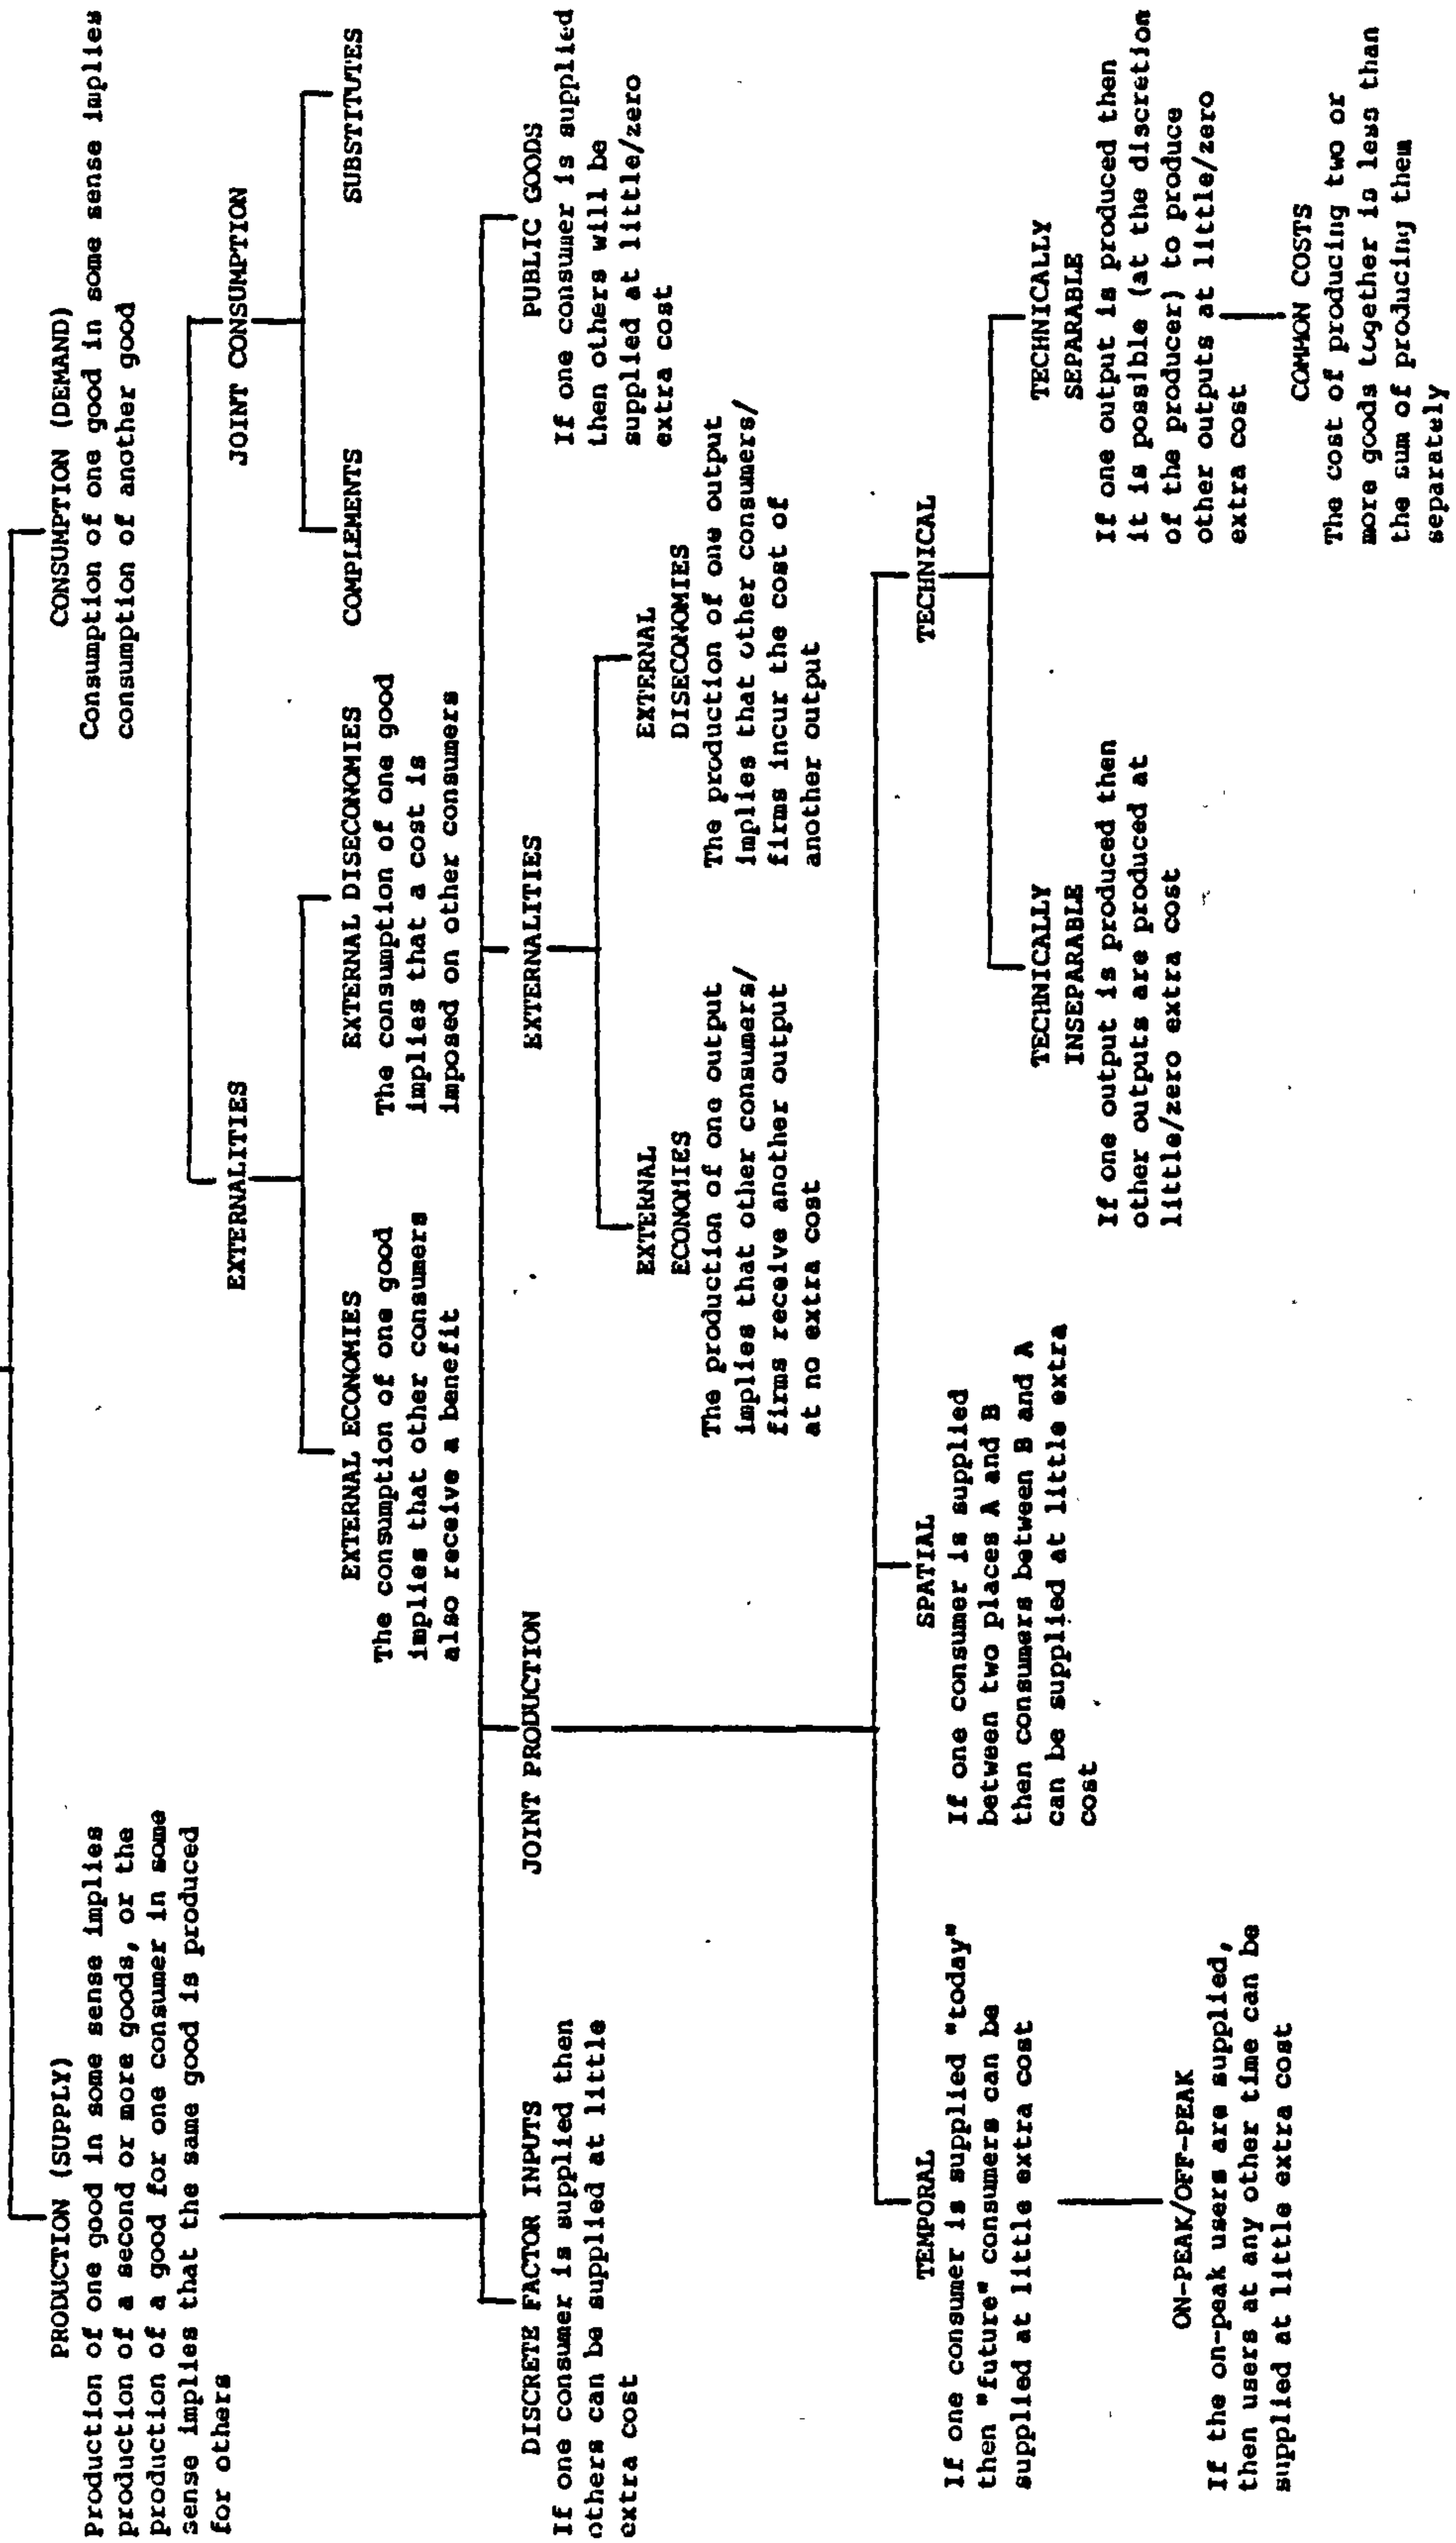 PRODUCTION (SUPPLY)
Production of one good in some sense implies
production of a second or more goods, or the
production of a good for one consumer in some
sense implies that the same good is produced
for others
CONSUMPTION (DEMAND)
Consumption of one good in some sense implies
consumption of another good
EXTERNALITIES
JOINT CONSUMPTION
EXTERNAL ECONOMIES
The consumption of one good
implies that other consumers
also receive a benefit
EXTERNAL DISECONOMIES
The consumption of one good
implies that a cost is
imposed on other consumers
COMPLEMENTS
SUBSTITUTES
DISCRETE FACTOR INPUTS
If one consumer is supplied then
others can be supplied at little
extra cost
JOINT PRODUCTION
EXTERNALITIES
PUBLIC GOODS
If one consumer is supplied
then others will be
supplied at little/zero
extra cost
EXTERNAL
ECONOMIES
The production of one output
implies that other consumers/
firms receive another output
at no extra cost
EXTERNAL
DISECONOMIES
The production of one output
implies that other consumers/
firms incur the cost of
another output
TEMPORAL
If one consumer is supplied "today"
then "future" consumers can be
supplied at little extra cost
SPATIAL
If one consumer is supplied
between two places A and B
then consumers between B and A
can be supplied at little extra
cost
TECHNICAL
ON-PEAK/OFF-PEAK
If the on-peak users are supplied,
then users at any other time can be
supplied at little extra cost
TECHNICALLY
INSEPARABLE
If one output is produced then
other outputs are produced at
little/zero extra cost
TECHNICALLY
SEPARABLE
If one output is produced then
it is possible (at the discretion
of the producer) to produce
other outputs at little/zero
extra cost
COMMON COSTS
The cost of producing two or
more goods together is less than
the sum of producing them
separately